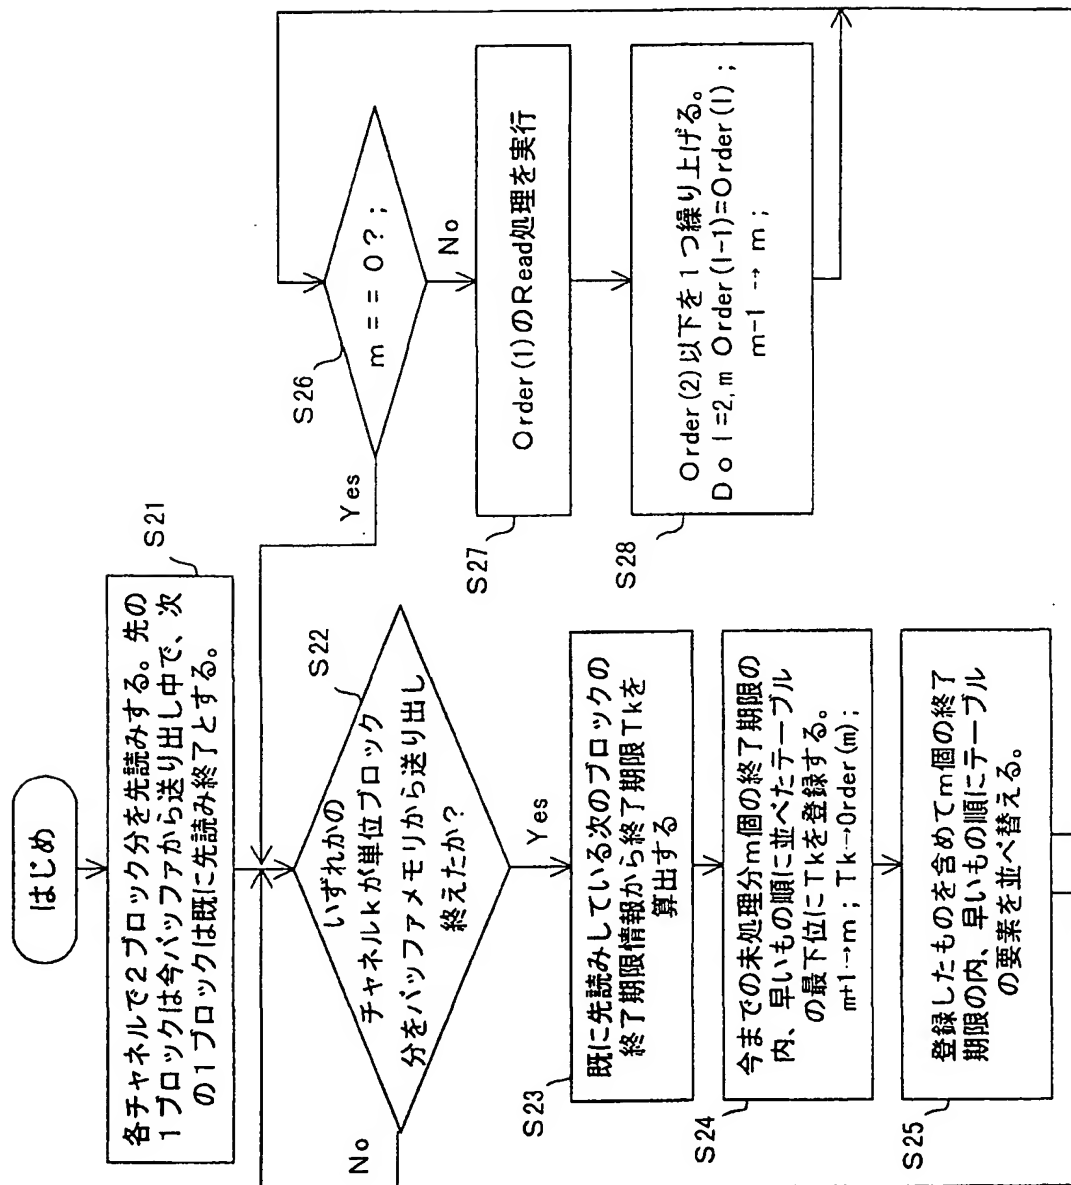 はじめ
S21
各チャネルで2ブロック分を先読みする。先の
1ブロックは今バッファから送り出し中で、次
の1ブロックは既に先読み終了とする。
S22
いずれかの
チャネルkが単位ブロック
分をバッファメモリから送り出し
終えたか?
No
Yes
S23
既に先読みしている次のブロックの
終了期限情報から終了期限Tkを
算出する
S24
今までの未処理分m個の終了期限の
内、早いもの順に並べたテーブル
の最下位にTkを登録する。
m+1→m; Tk→Order(m);
S25
登録したものを含めてm個の終了
期限の内、早いもの順にテーブル
の要素を並べ替える。
S26
m==0?;
Yes
No
S27
Order(1)のRead処理を実行
S28
Order(2)以下を1つ繰り上げる。
Do l=2,m Order(l-1)=Order(l);
m-1 → m;